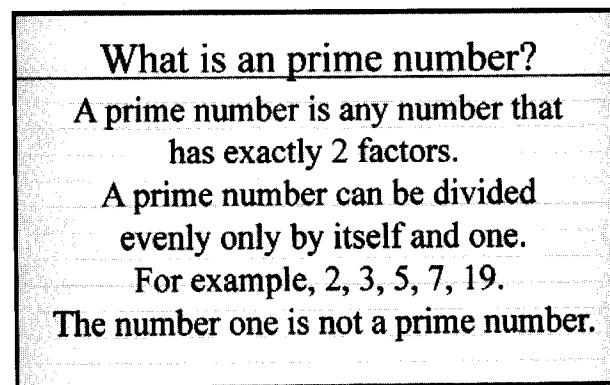 What is an prime number?
A prime number is any number that
has exactly 2 factors.
A prime number can be divided
evenly only by itself and one.
For example, 2, 3, 5, 7, 19.
The number one is not a prime number.